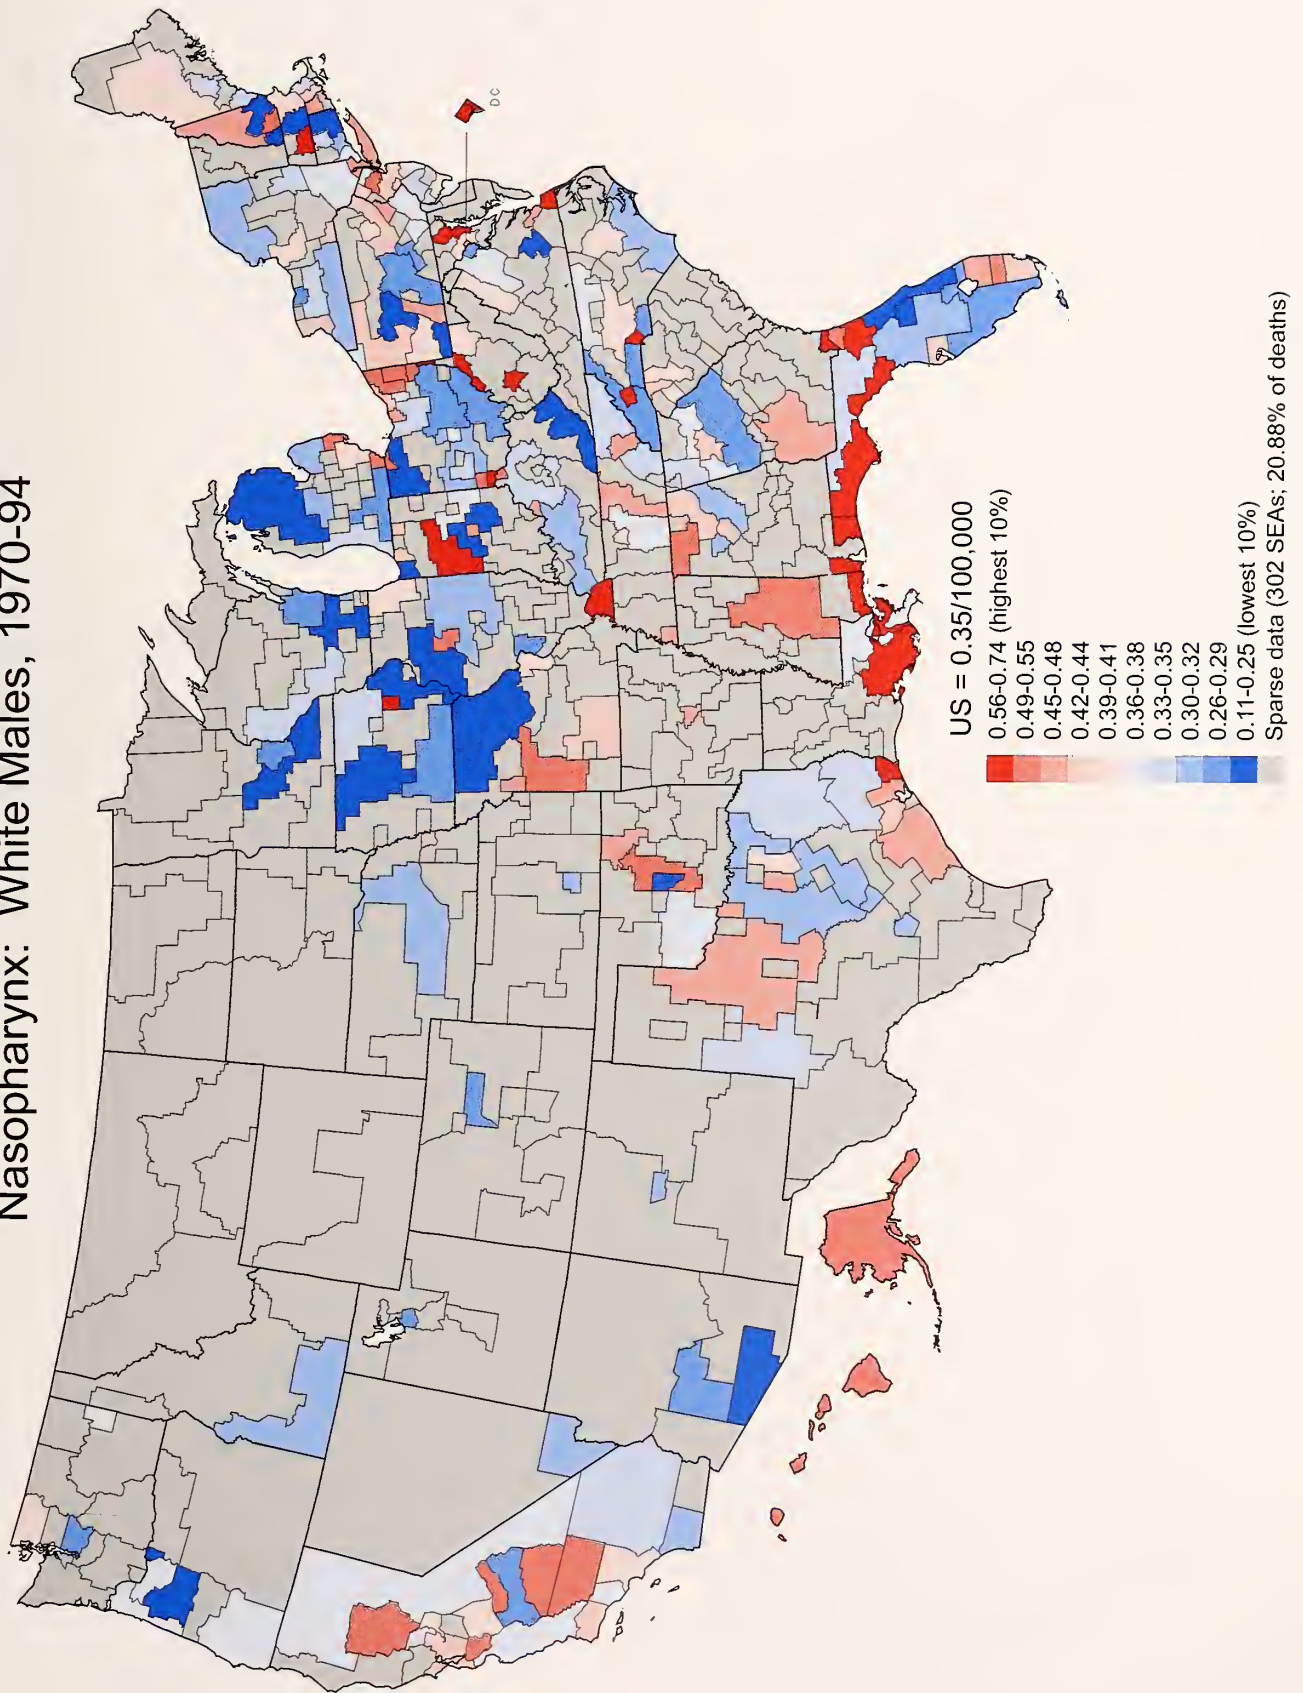 Nasopharynx: White Males, 1970-94
DC
US = 0.35/100,000
0.56-0.74 (highest 10%)
0.49-0.55
0.45-0.48
0.42-0.44
0.39-0.41
0.36-0.38
0.33-0.35
0.30-0.32
0.26-0.29
0.11-0.25 (lowest 10%)
Sparse data (302 SEAs; 20.88% of deaths)